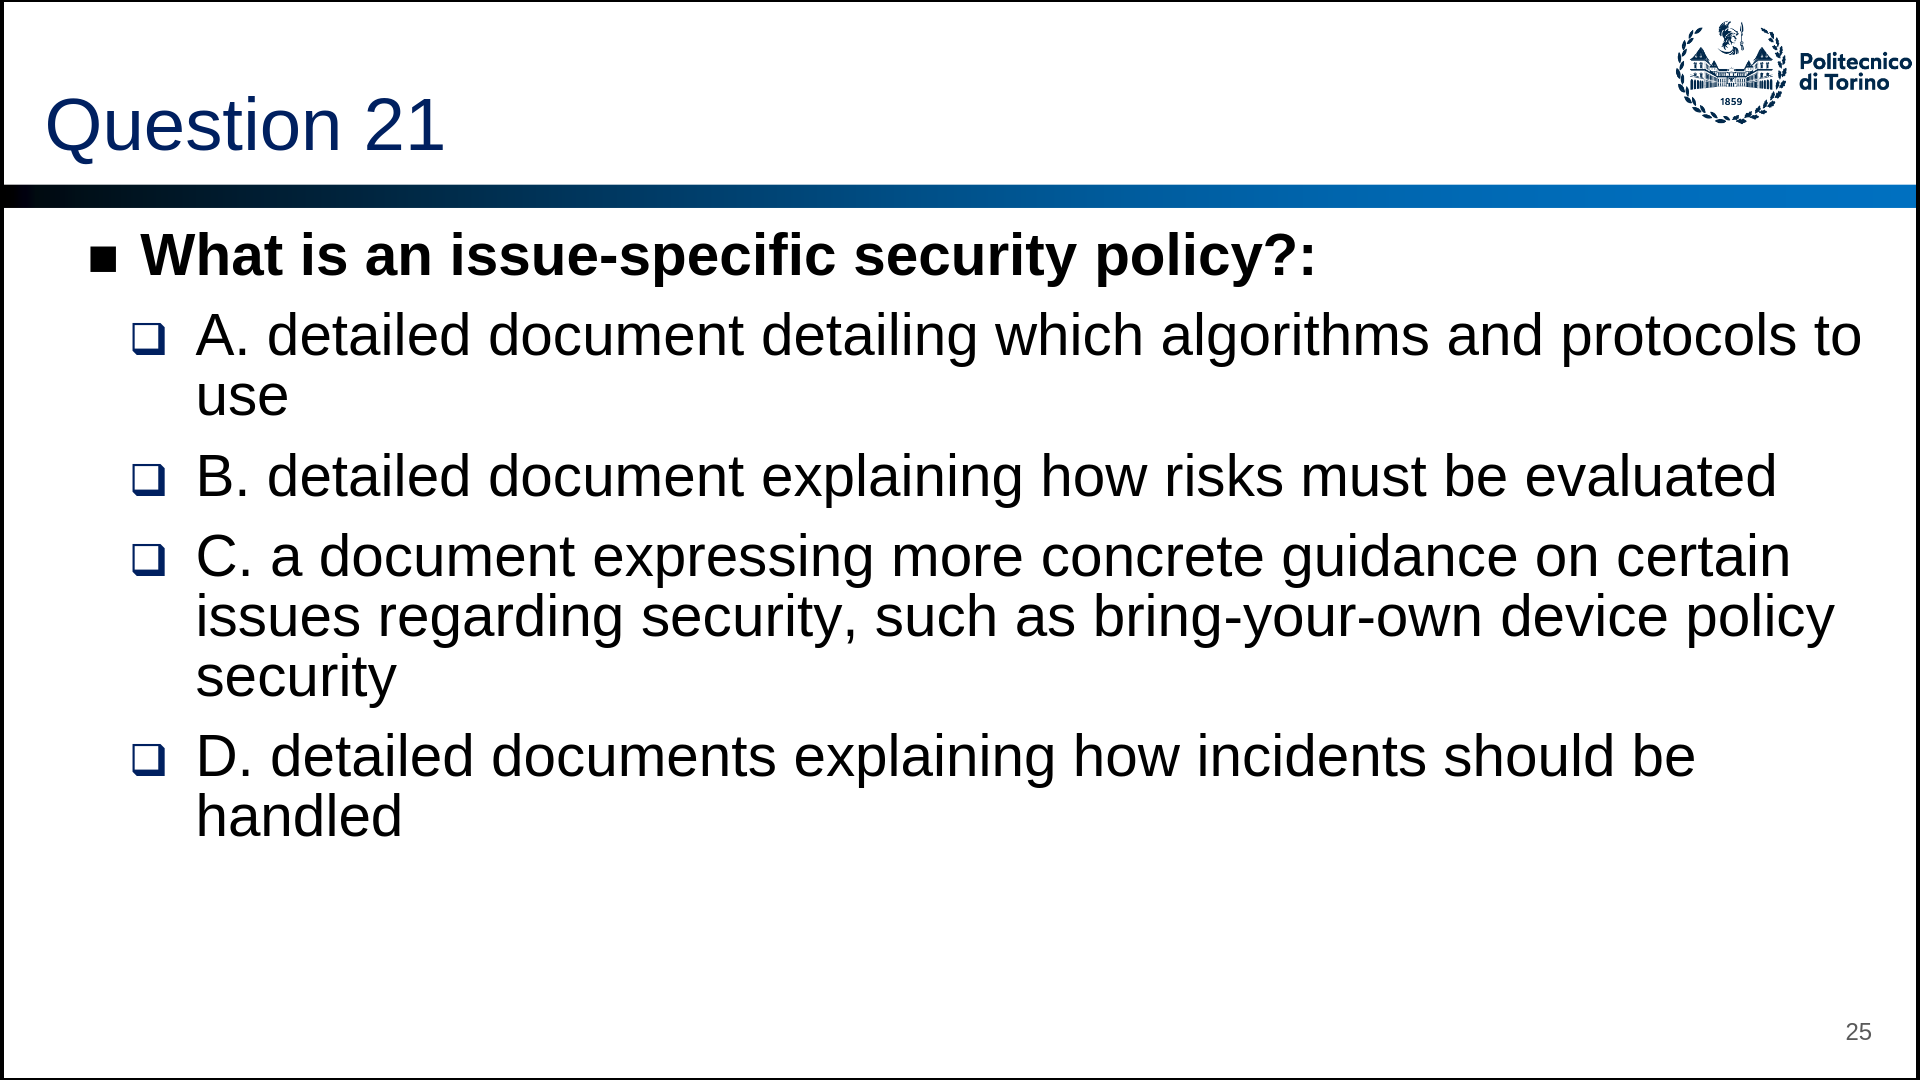 Politecnico
di Torino
1859
Question 21
■ What is an issue-specific security policy?:
❑ A. detailed document detailing which algorithms and protocols to
use
❑ B. detailed document explaining how risks must be evaluated
❑ C. a document expressing more concrete guidance on certain
issues regarding security, such as bring-your-own device policy
security
❑ D. detailed documents explaining how incidents should be
handled
25